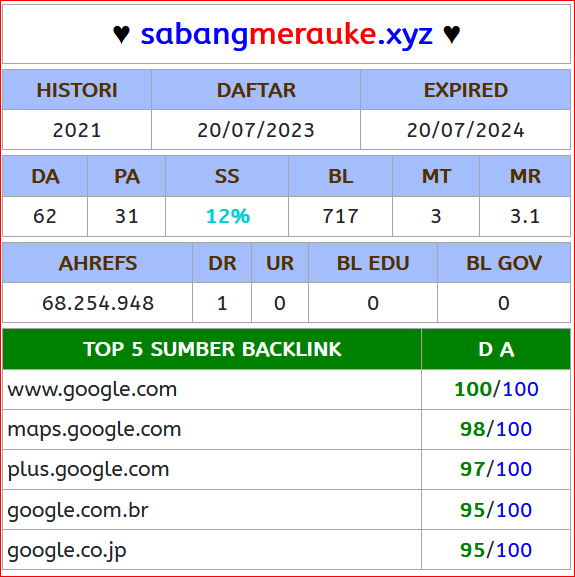 ♥ sabangmerauke.xyz ♥
HISTORI DAFTAR EXPIRED
2021 20/07/2023 20/07/2024
DA PA SS BL MT MR
62 31 12% 717 3 3.1
AHREFS DR UR BL EDU BL GOV
68.254.948 1 0 0 0
TOP 5 SUMBER BACKLINK D A
www.google.com 100/100
maps.google.com 98/100
plus.google.com 97/100
google.com.br 95/100
google.co.jp 95/100